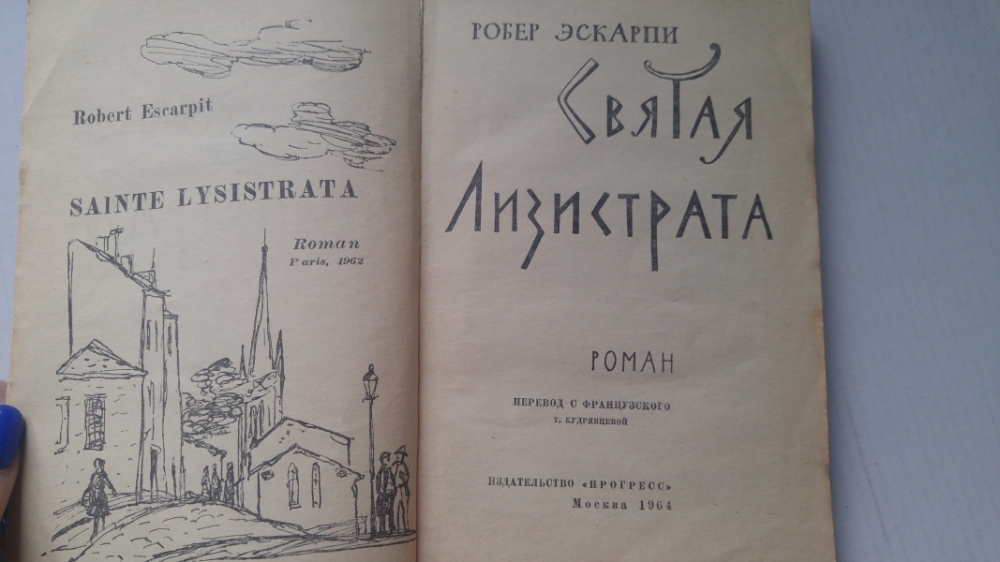 Robert Escarpit
SAINTE LYSISTRATA
Roman
Paris, 1962
РОБЕР ЭСКАРПИ
СВЯТАЯ
ЛИЗИСТРАТА
РОМАН
ПЕРЕВОД С ФРАНЦУЗСКОГО
Т. КУДРЯВЦЕВОЙ
ИЗДАТЕЛЬСТВО «ПРОГРЕСС»
Москва 1964